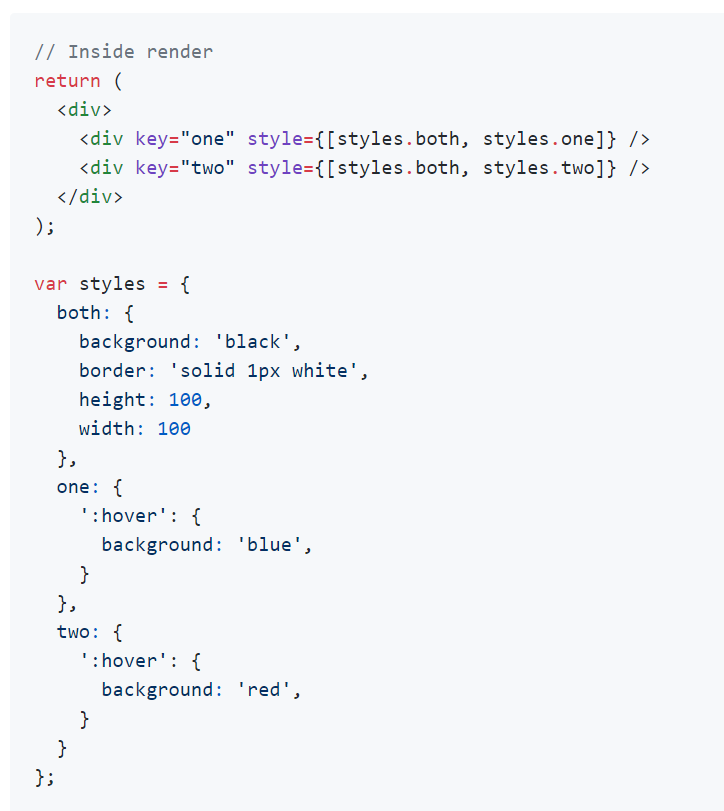 // Inside render
return (
  <div>
    <div key="one" style={[styles.both, styles.one]} />
    <div key="two" style={[styles.both, styles.two]} />
  </div>
);

var styles = {
  both: {
    background: 'black',
    border: 'solid 1px white',
    height: 100,
    width: 100
  },
  one: {
    ':hover': {
      background: 'blue',
    }
  },
  two: {
    ':hover': {
      background: 'red',
    }
  }
};